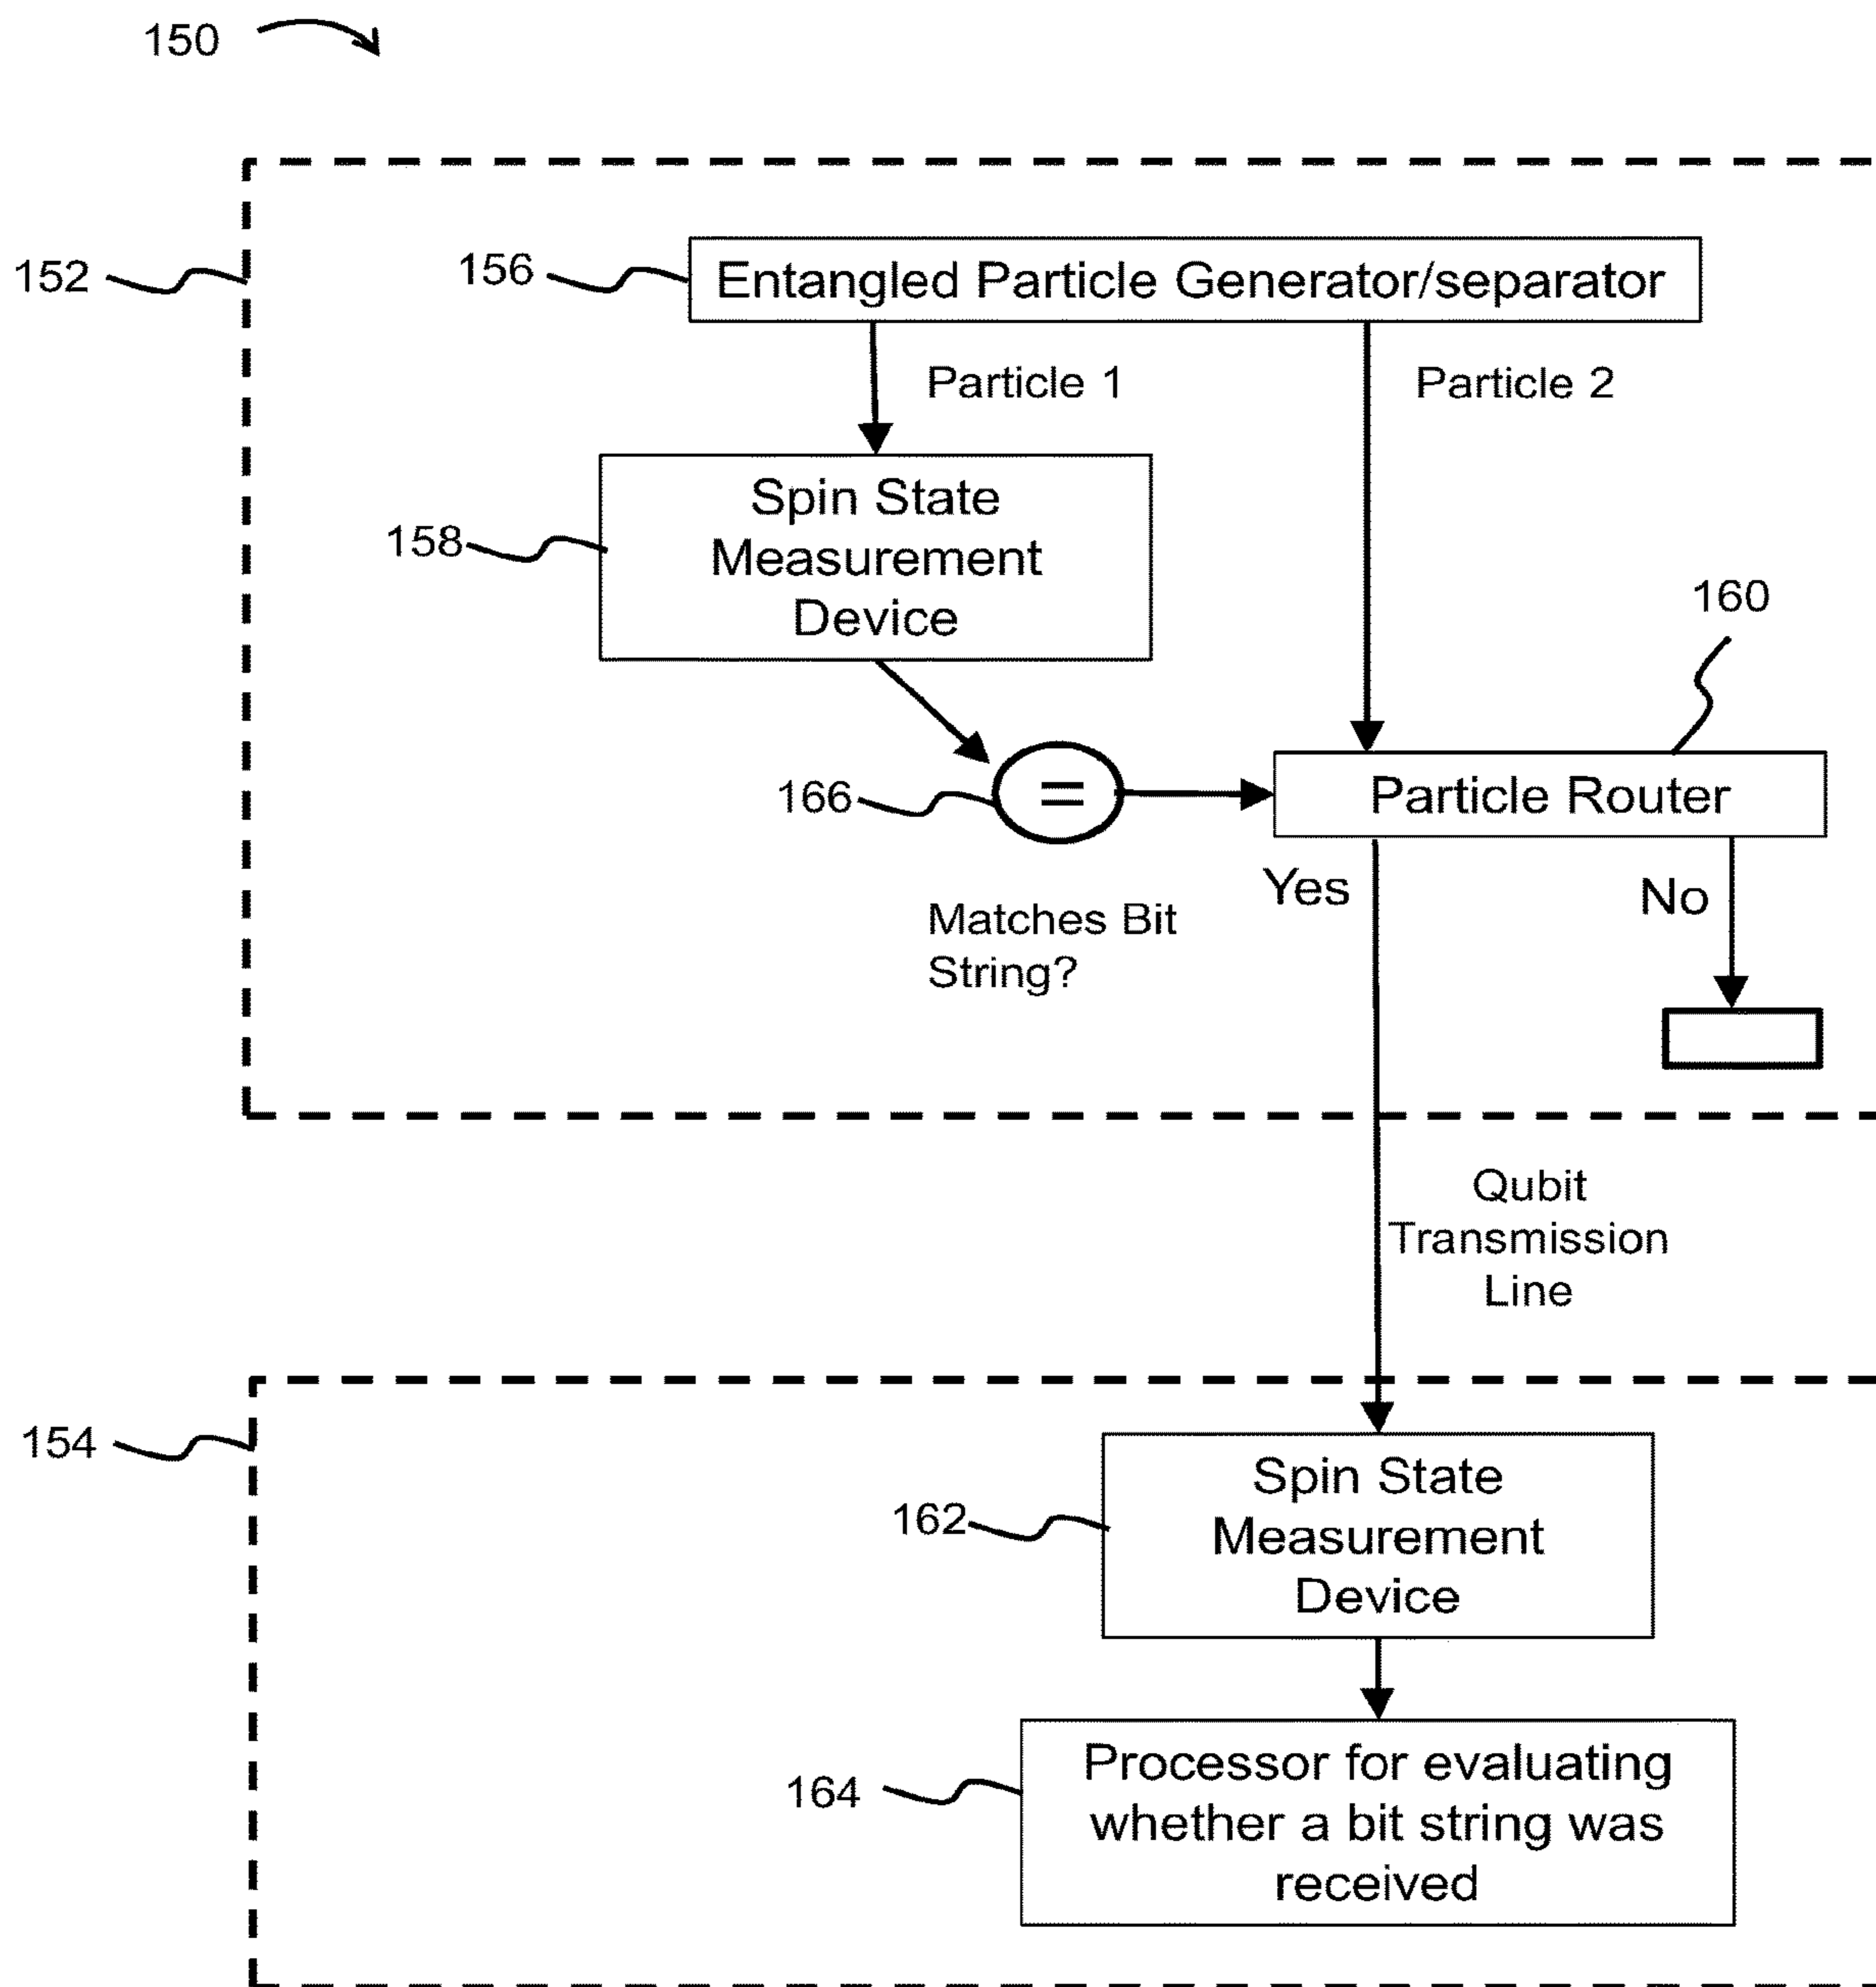 150
152
156
Entangled Particle Generator/separator
Particle 1
Particle 2
158
Spin State
Measurement
Device
160
166
=
Particle Router
Yes
No
Matches Bit
String?
Qubit
Transmission
Line
154
162
Spin State
Measurement
Device
164
Processor for evaluating
whether a bit string was
received